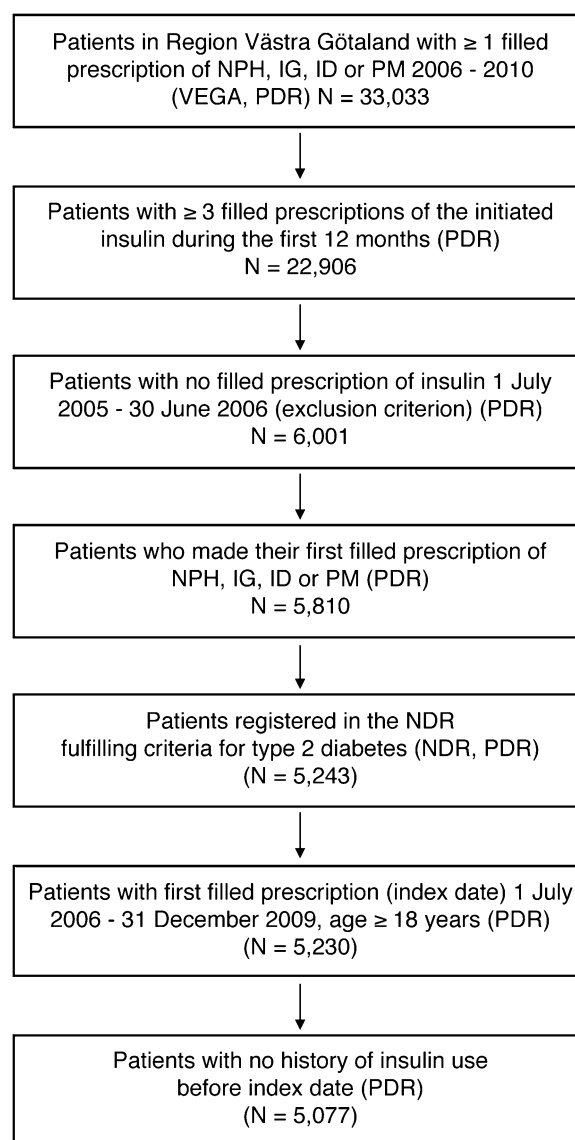 Patients in Region Västra Götaland with ≥ 1 filled
prescription of NPH, IG, ID or PM 2006 - 2010
(VEGA, PDR) N = 33,033
Patients with ≥ 3 filled prescriptions of the initiated
insulin during the first 12 months (PDR)
N = 22,906
Patients with no filled prescription of insulin 1 July
2005 - 30 June 2006 (exclusion criterion) (PDR)
N = 6,001
Patients who made their first filled prescription of
NPH, IG, ID or PM (PDR)
N = 5,810
Patients registered in the NDR
fulfilling criteria for type 2 diabetes (NDR, PDR)
(N = 5,243)
Patients with first filled prescription (index date) 1 July
2006 - 31 December 2009, age ≥ 18 years (PDR)
(N = 5,230)
Patients with no history of insulin use
before index date (PDR)
(N = 5,077)